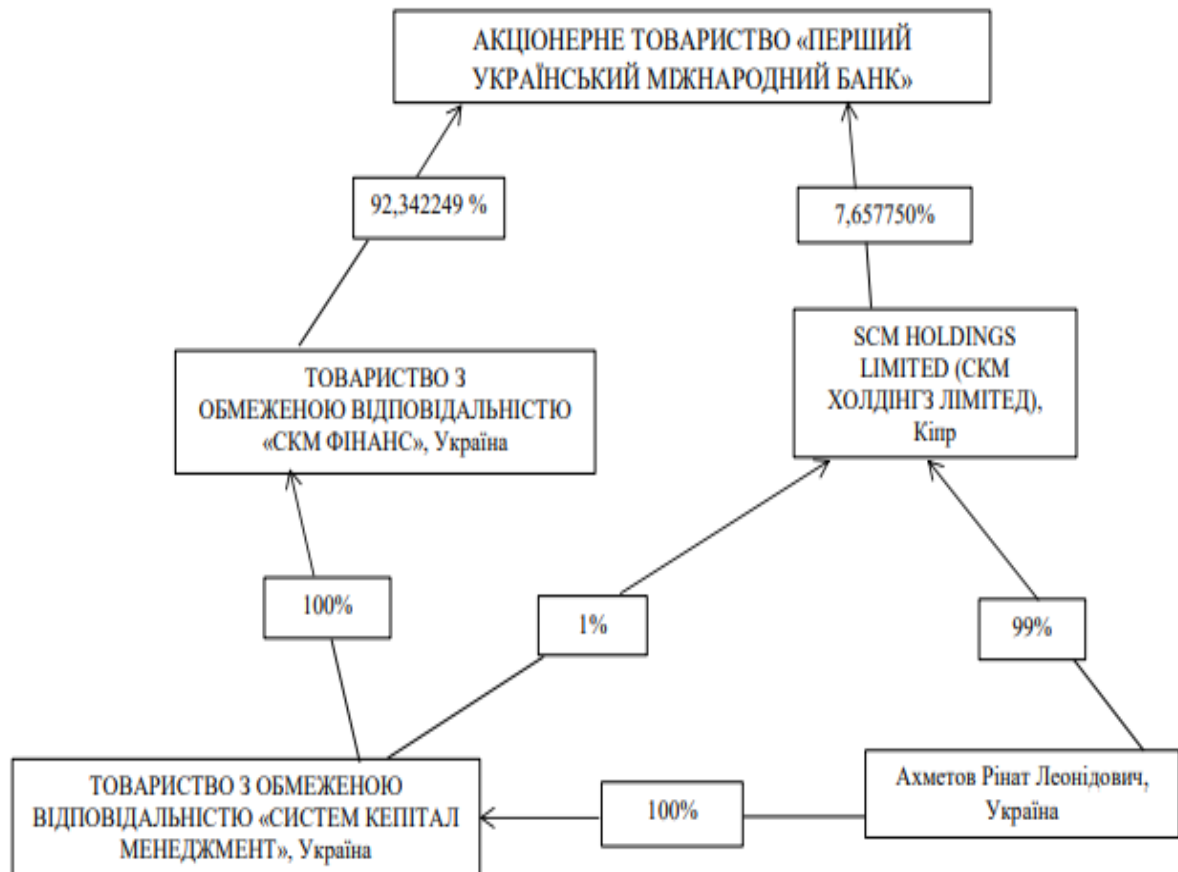 АКЦІОНЕРНЕ ТОВАРИСТВО «ПЕРШИЙ
УКРАЇНСЬКИЙ МІЖНАРОДНИЙ БАНК»
92,342249 %
7,657750%
ТОВАРИСТВО З
ОБМЕЖЕНОЮ ВІДПОВІДАЛЬНІСТЮ
«СКМ ФІНАНС», Україна
SCM HOLDINGS
LIMITED (СКМ
ХОЛДІНГЗ ЛІМІТЕД),
Кіпр
100%
1%
99%
ТОВАРИСТВО З ОБМЕЖЕНОЮ
ВІДПОВІДАЛЬНІСТЮ «СИСТЕМ КЕПІТАЛ
МЕНЕДЖМЕНТ», Україна
100%
Ахметов Рінат Леонідович,
Україна